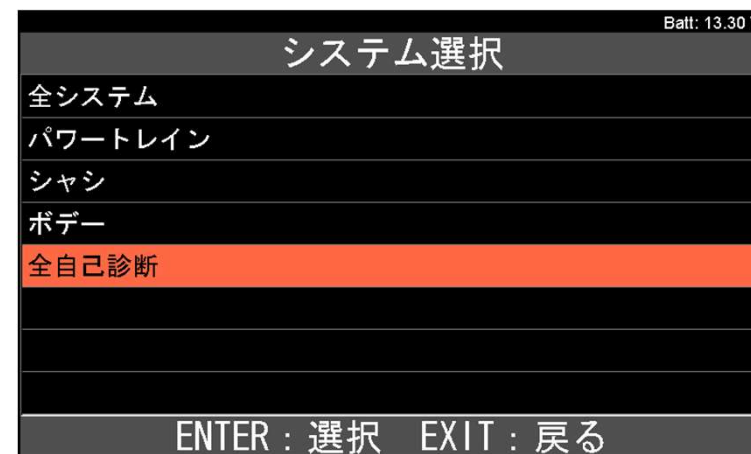 Batt: 13.30
システム選択
全システム
パワートレイン
シャシ
ボデー
全自己診断
ENTER：選択　EXIT：戻る